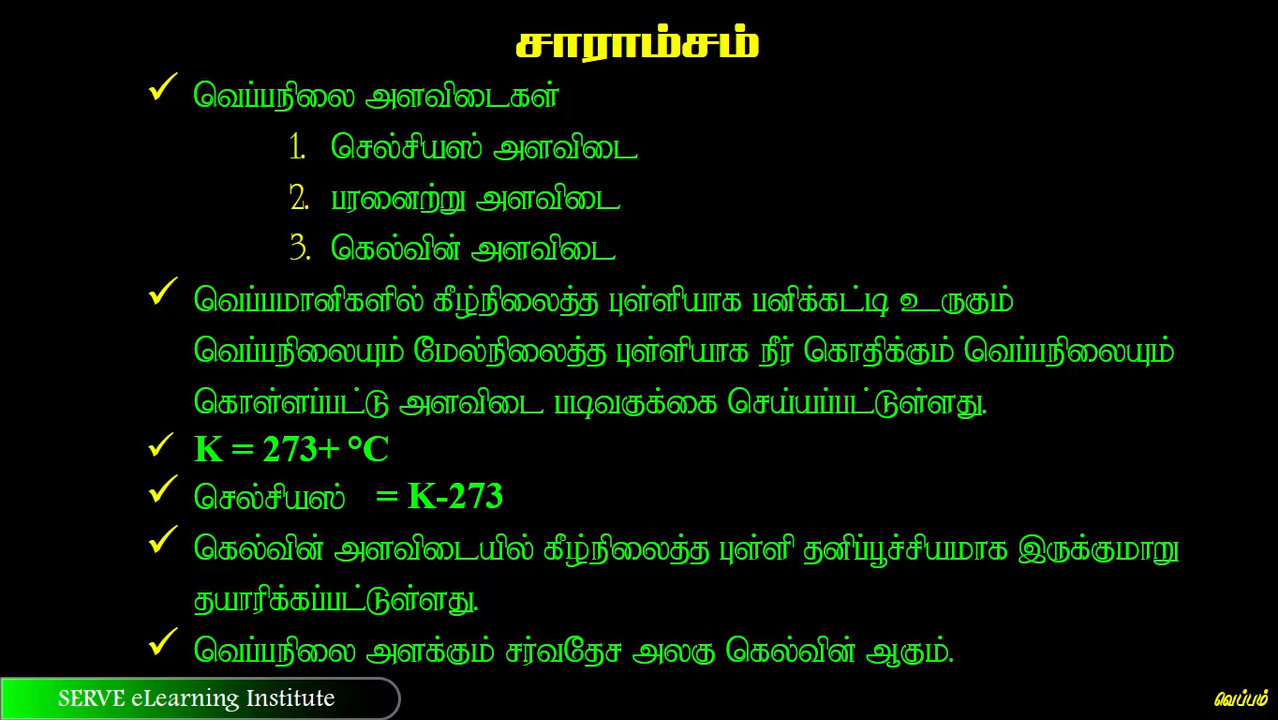 சாராம்சம்
✓ வெப்பநிலை அளவிடைகள்
1. செல்சியஸ் அளவிடை
2. பரனைற்று அளவிடை
3. கெல்வின் அளவிடை
✓ வெப்பமானிகளில் கீழ்நிலைத்த புள்ளியாக பனிக்கட்டி உருகும்
வெப்பநிலையும் மேல்நிலைத்த புள்ளியாக நீர் கொதிக்கும் வெப்பநிலையும்
கொள்ளப்பட்டு அளவிடை படிவகுக்கை செய்யப்பட்டுள்ளது.
✓ K = 273+ °C
✓ செல்சியஸ் = K-273
✓ கெல்வின் அளவிடையில் கீழ்நிலைத்த புள்ளி தனிப்பூச்சியமாக இருக்குமாறு
தயாரிக்கப்பட்டுள்ளது.
✓ வெப்பநிலை அளக்கும் சர்வதேச அலகு கெல்வின் ஆகும்.
SERVE eLearning Institute
வெப்பம்